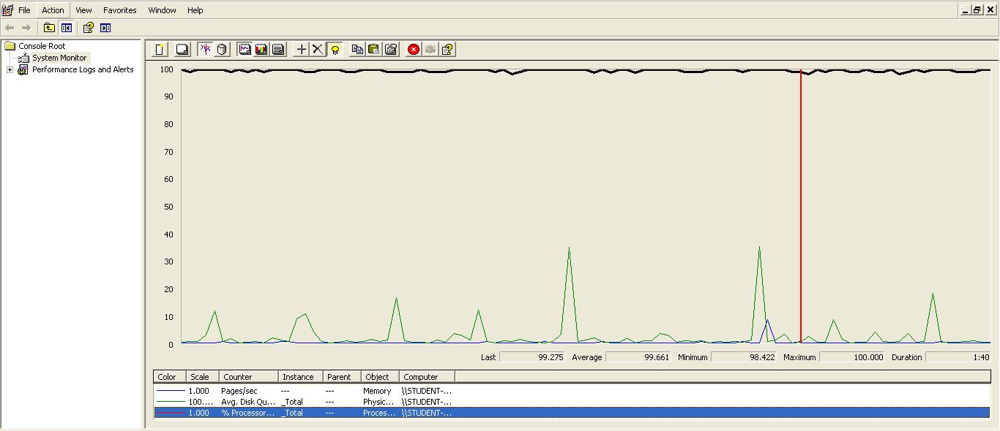 File Action View Favorites Window Help
Console Root
System Monitor
Performance Logs and Alerts
100
90
80
70
60
50
40
30
20
10
0
Last 99.275 Average 99.661 Minimum 98.422 Maximum 100.000 Duration 1:40
Color Scale Counter Instance Parent Object Computer
1.000 Pages/sec --- --- Memory \\STUDENT-...
100.... Avg. Disk Qu... _Total --- Physic... \\STUDENT-...
1.000 % Processor... _Total --- Proces... \\STUDENT-...